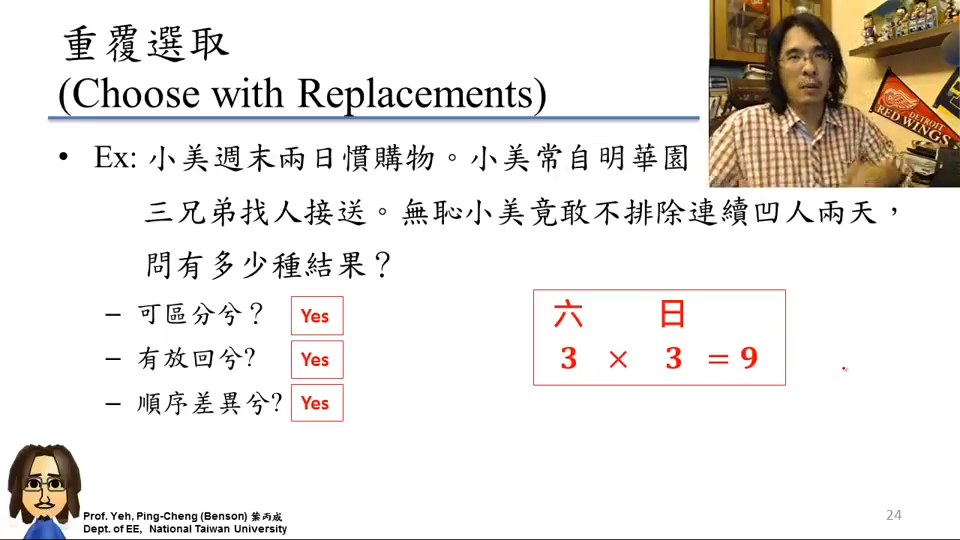 重覆選取
(Choose with Replacements)
• Ex: 小美週末兩日慣購物。小美常自明華園
三兄弟找人接送。無恥小美竟敢不排除連續凹人兩天，
問有多少種結果？
– 可區分兮？ Yes
– 有放回兮? Yes
– 順序差異兮? Yes
六 日
3 × 3 = 9
DETROIT
RED WINGS
Prof. Yeh, Ping-Cheng (Benson) 葉丙成
Dept. of EE, National Taiwan University
24